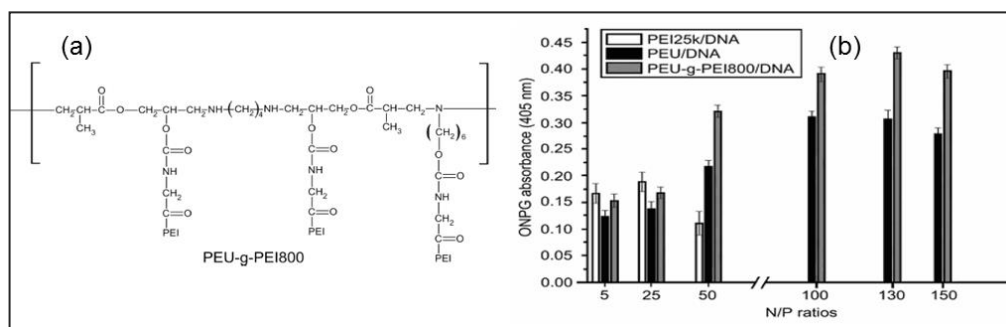 (a)
CH₂CH—C—O—CH₂—CH—CH₂-NH—(CH₂)₄—HN-CH₂-CH—CH₂-O—C—CH—CH₂—N
O
CH₃
O
CH₃
O
O
(CH₂)₆
C=O
C=O
O
NH
NH
C=O
CH₂
CH₂
NH
C=O
C=O
CH₂
PEI
PEI
C=O
PEI
PEU-g-PEI800
(b)
PEI25k/DNA
PEU/DNA
PEU-g-PEI800/DNA
ONPG absorbance (405 nm)
0.45
0.40
0.35
0.30
0.25
0.20
0.15
0.10
0.05
0.00
5 25 50 100 130 150
N/P ratios